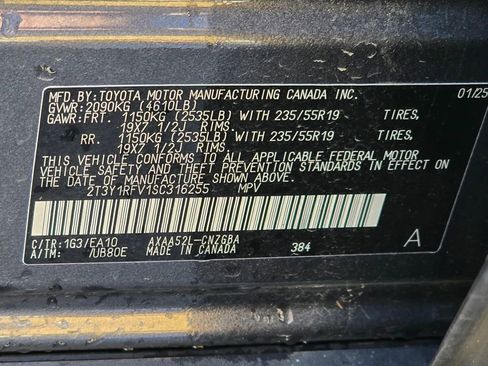 MFD.BY: TOYOTA MOTOR MANUFACTURING CANADA INC. 01/25
GVWR: 2090KG (4610LB)
GAWR: FRT. 1150KG (2535LB) WITH 235/55R19 TIRES,
19X7 1/2J RIMS.
RR. 1150KG (2535LB) WITH 235/55R19 TIRES,
19X7 1/2J RIMS.
THIS VEHICLE CONFORMS TO ALL APPLICABLE FEDERAL MOTOR
VEHICLE SAFETY AND THEFT PREVENTION STANDARDS IN EFFECT ON
THE DATE OF MANUFACTURE SHOWN ABOVE.
2T3Y1RFV1SC316255 MPV
C/TR: 1G3/EA10 AXAA52L-CNZGBA 384 A
A/TM: /UB80E MADE IN CANADA